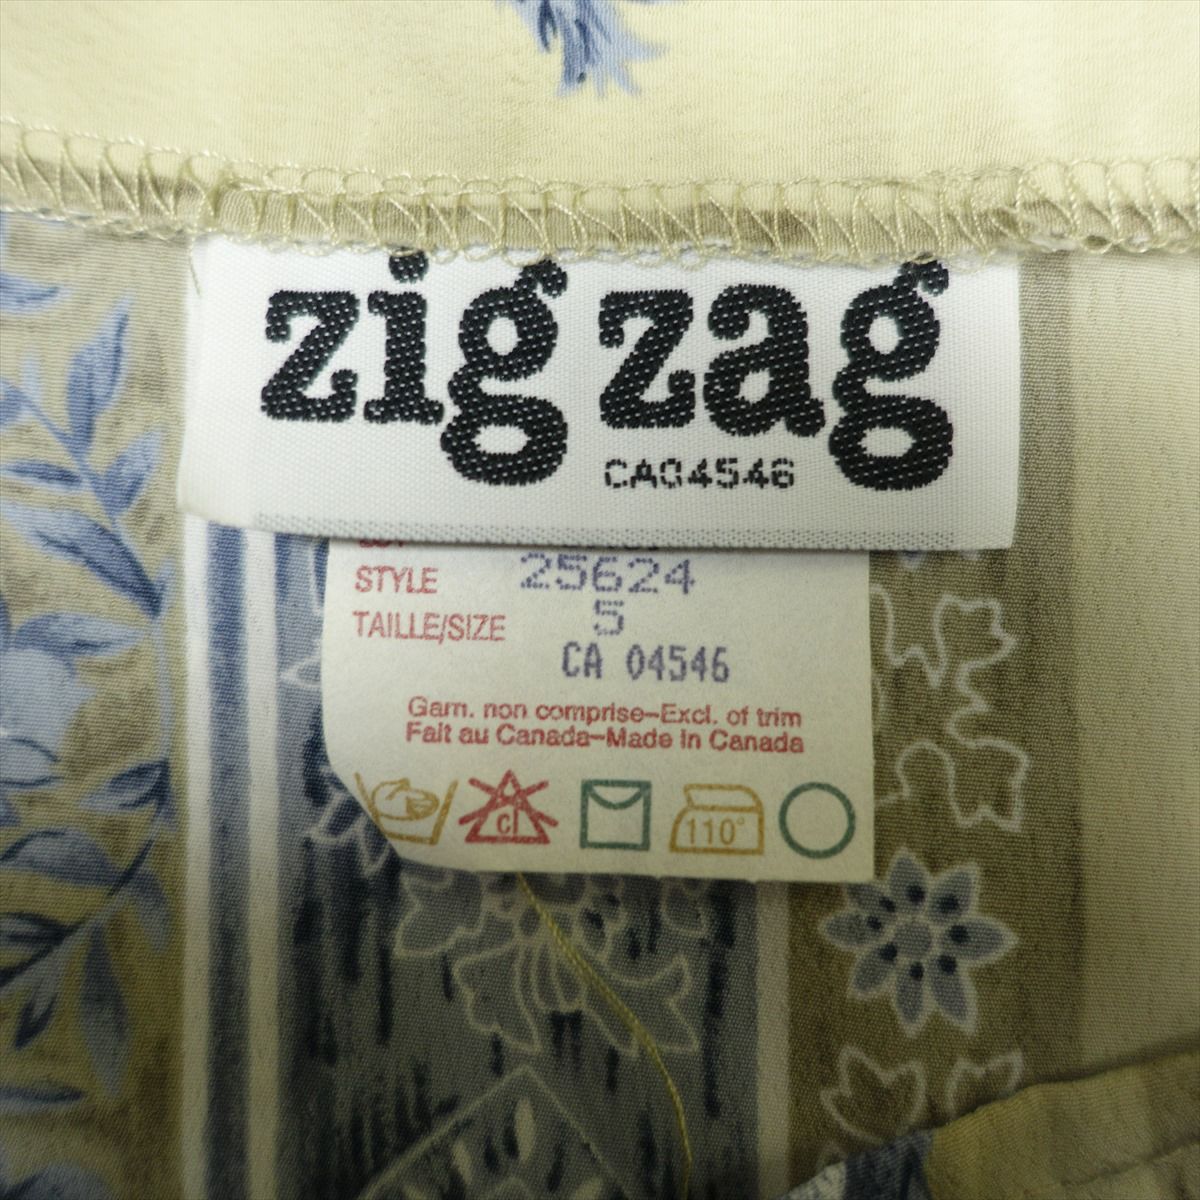 zig zag
CA04546
STYLE 25624
TAILLE/SIZE 5
CA 04546
Garn. non comprise-Excl. of trim
Fait au Canada-Made in Canada
cl
110°